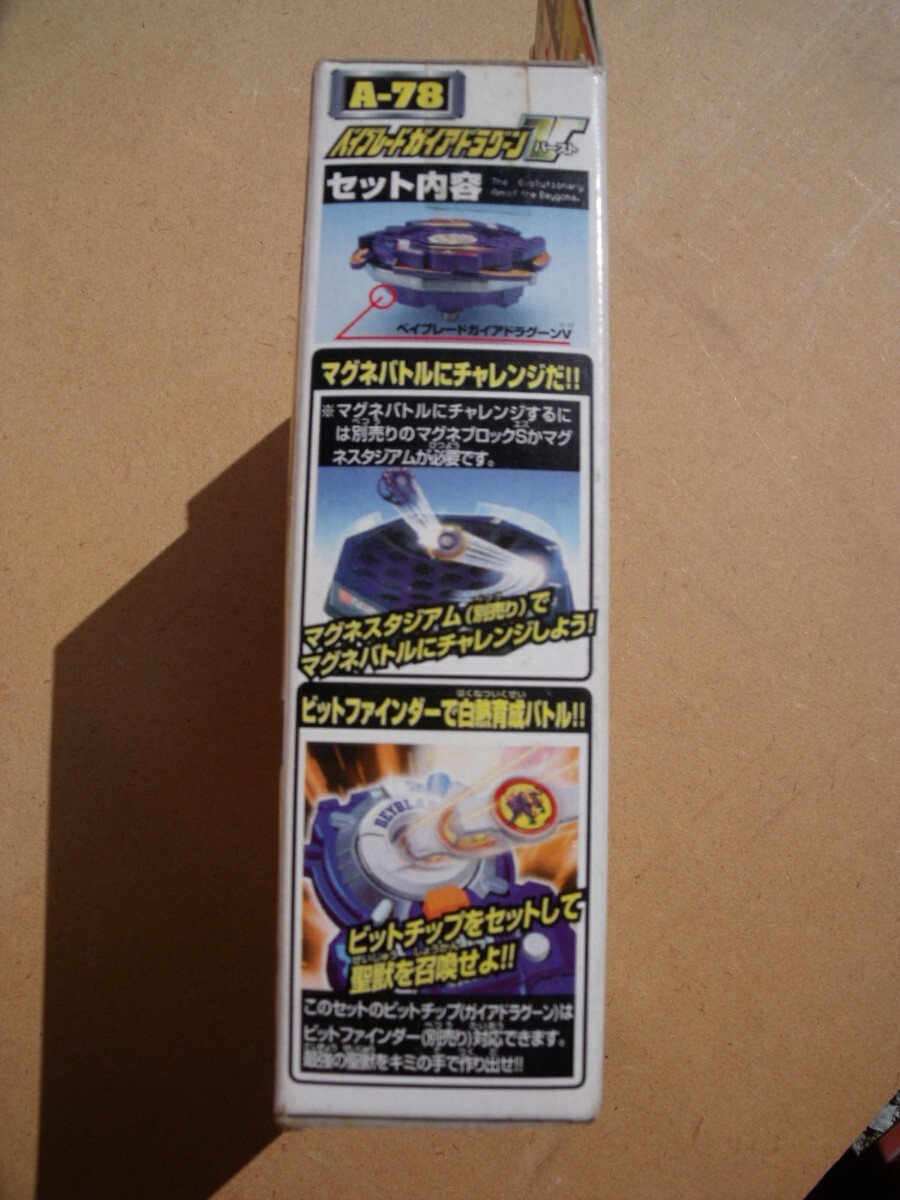 A-78
ベイブレードガイアドラグーンV
バースト
セット内容
The Evolutionary
ベイブレードガイアドラグーンV
マグネバトルにチャレンジだ!!
※マグネバトルにチャレンジするに
は別売りのマグネブロックSかマグ
ネスタジアムが必要です。
マグネスタジアム(別売り)で
マグネバトルにチャレンジしよう!
ビットファインダーで白熱育成バトル!!
BEYBLADE
ビットチップをセットして
聖獣を召喚せよ!!
このセットのビットチップ(ガイアドラグーン)は
ビットファインダー(別売り)対応できます。
最強の聖獣をキミの手で作り出せ!!